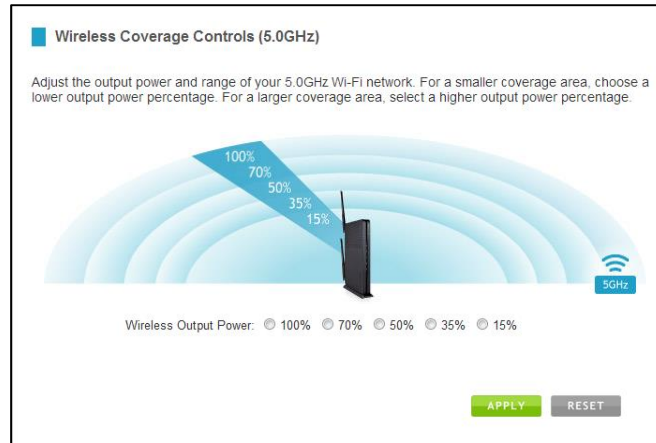 Wireless Coverage Controls (5.0GHz)
Adjust the output power and range of your 5.0GHz Wi-Fi network. For a smaller coverage area, choose a
lower output power percentage. For a larger coverage area, select a higher output power percentage.
100%
70%
50%
35%
15%
5GHz
Wireless Output Power: 100% 70% 50% 35% 15%
APPLY RESET